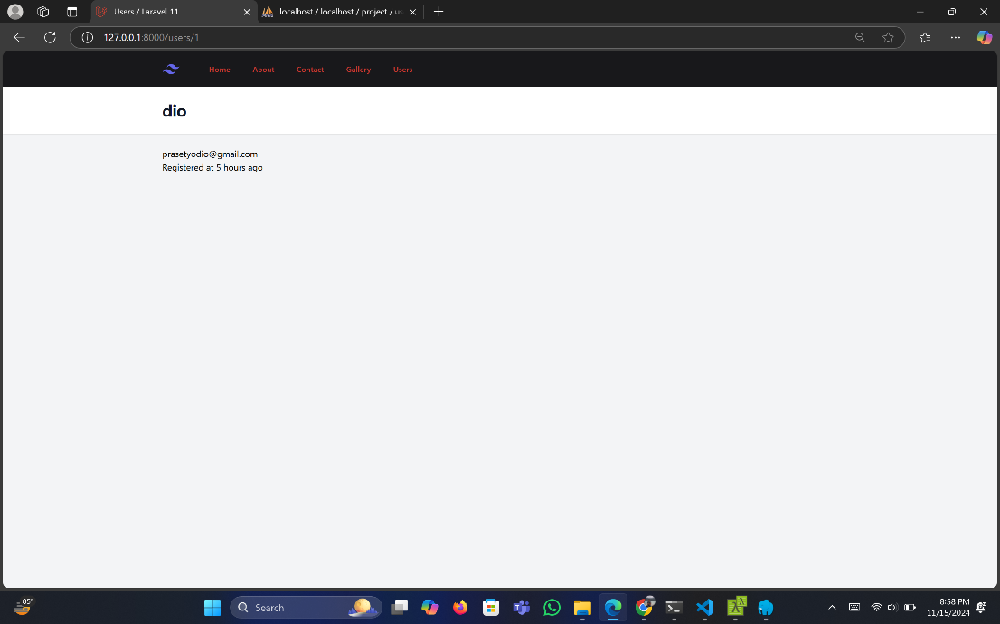 Users / Laravel 11
localhost / localhost / project / us
127.0.0.1:8000/users/1
Home About Contact Gallery Users
dio
prasetyodio@gmail.com
Registered at 5 hours ago
85°
Search
8:58 PM
11/15/2024